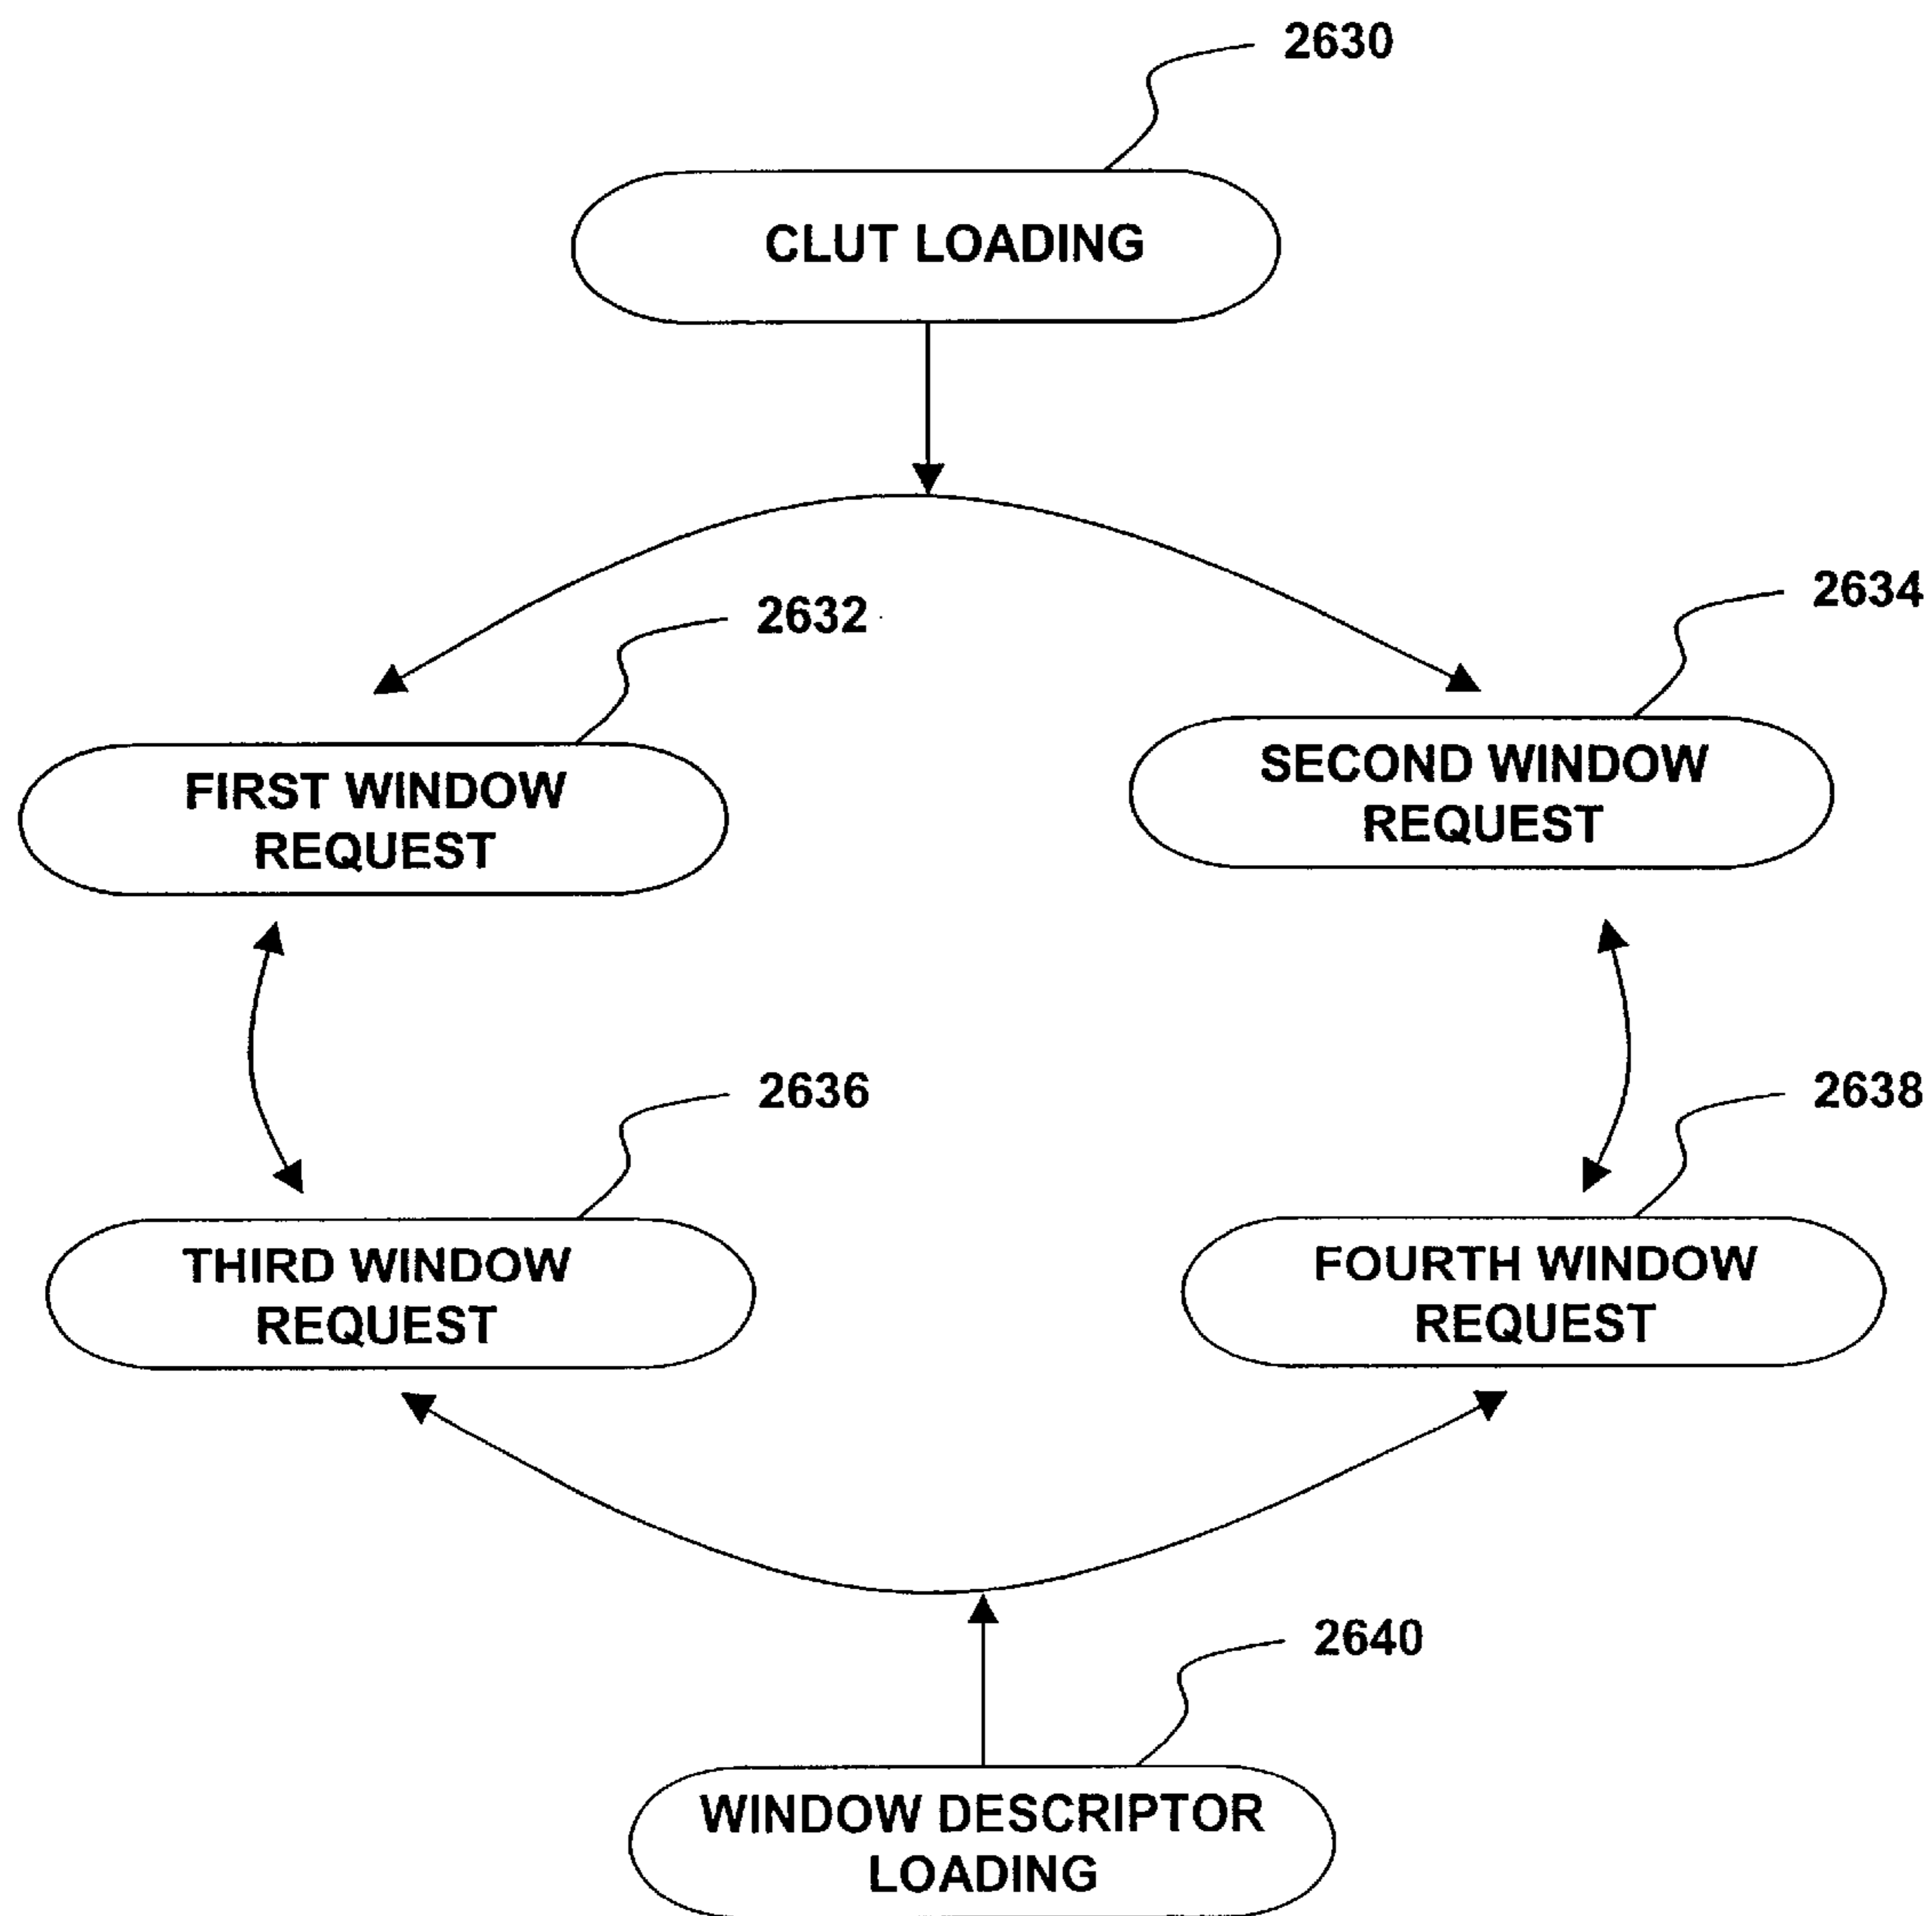 2630
CLUT LOADING
2632
2634
FIRST WINDOW
REQUEST
SECOND WINDOW
REQUEST
2636
2638
THIRD WINDOW
REQUEST
FOURTH WINDOW
REQUEST
2640
WINDOW DESCRIPTOR
LOADING